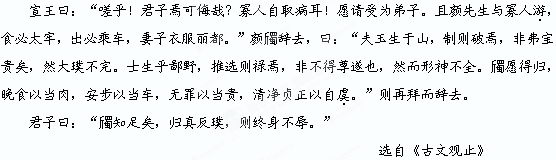 宣王曰：“嗟乎！君子焉可侮哉？寡人自取病耳！愿请受为弟子。且颜先生与寡人游，
食必太牢，出必乘车，妻子衣服丽都。”颜斶辞去，曰：“夫玉生于山，制则破焉，非弗宝
贵矣，然大璞不完。士生乎鄙野，推选则禄焉，非不得尊遂也，然而形神不全。斶愿得归，
晚食以当肉，安步以当车，无罪以当贵，清净贞正以自虞。”则再拜而辞去。
君子曰：“斶知足矣，归真反璞，则终身不辱。”
选自《古文观止》